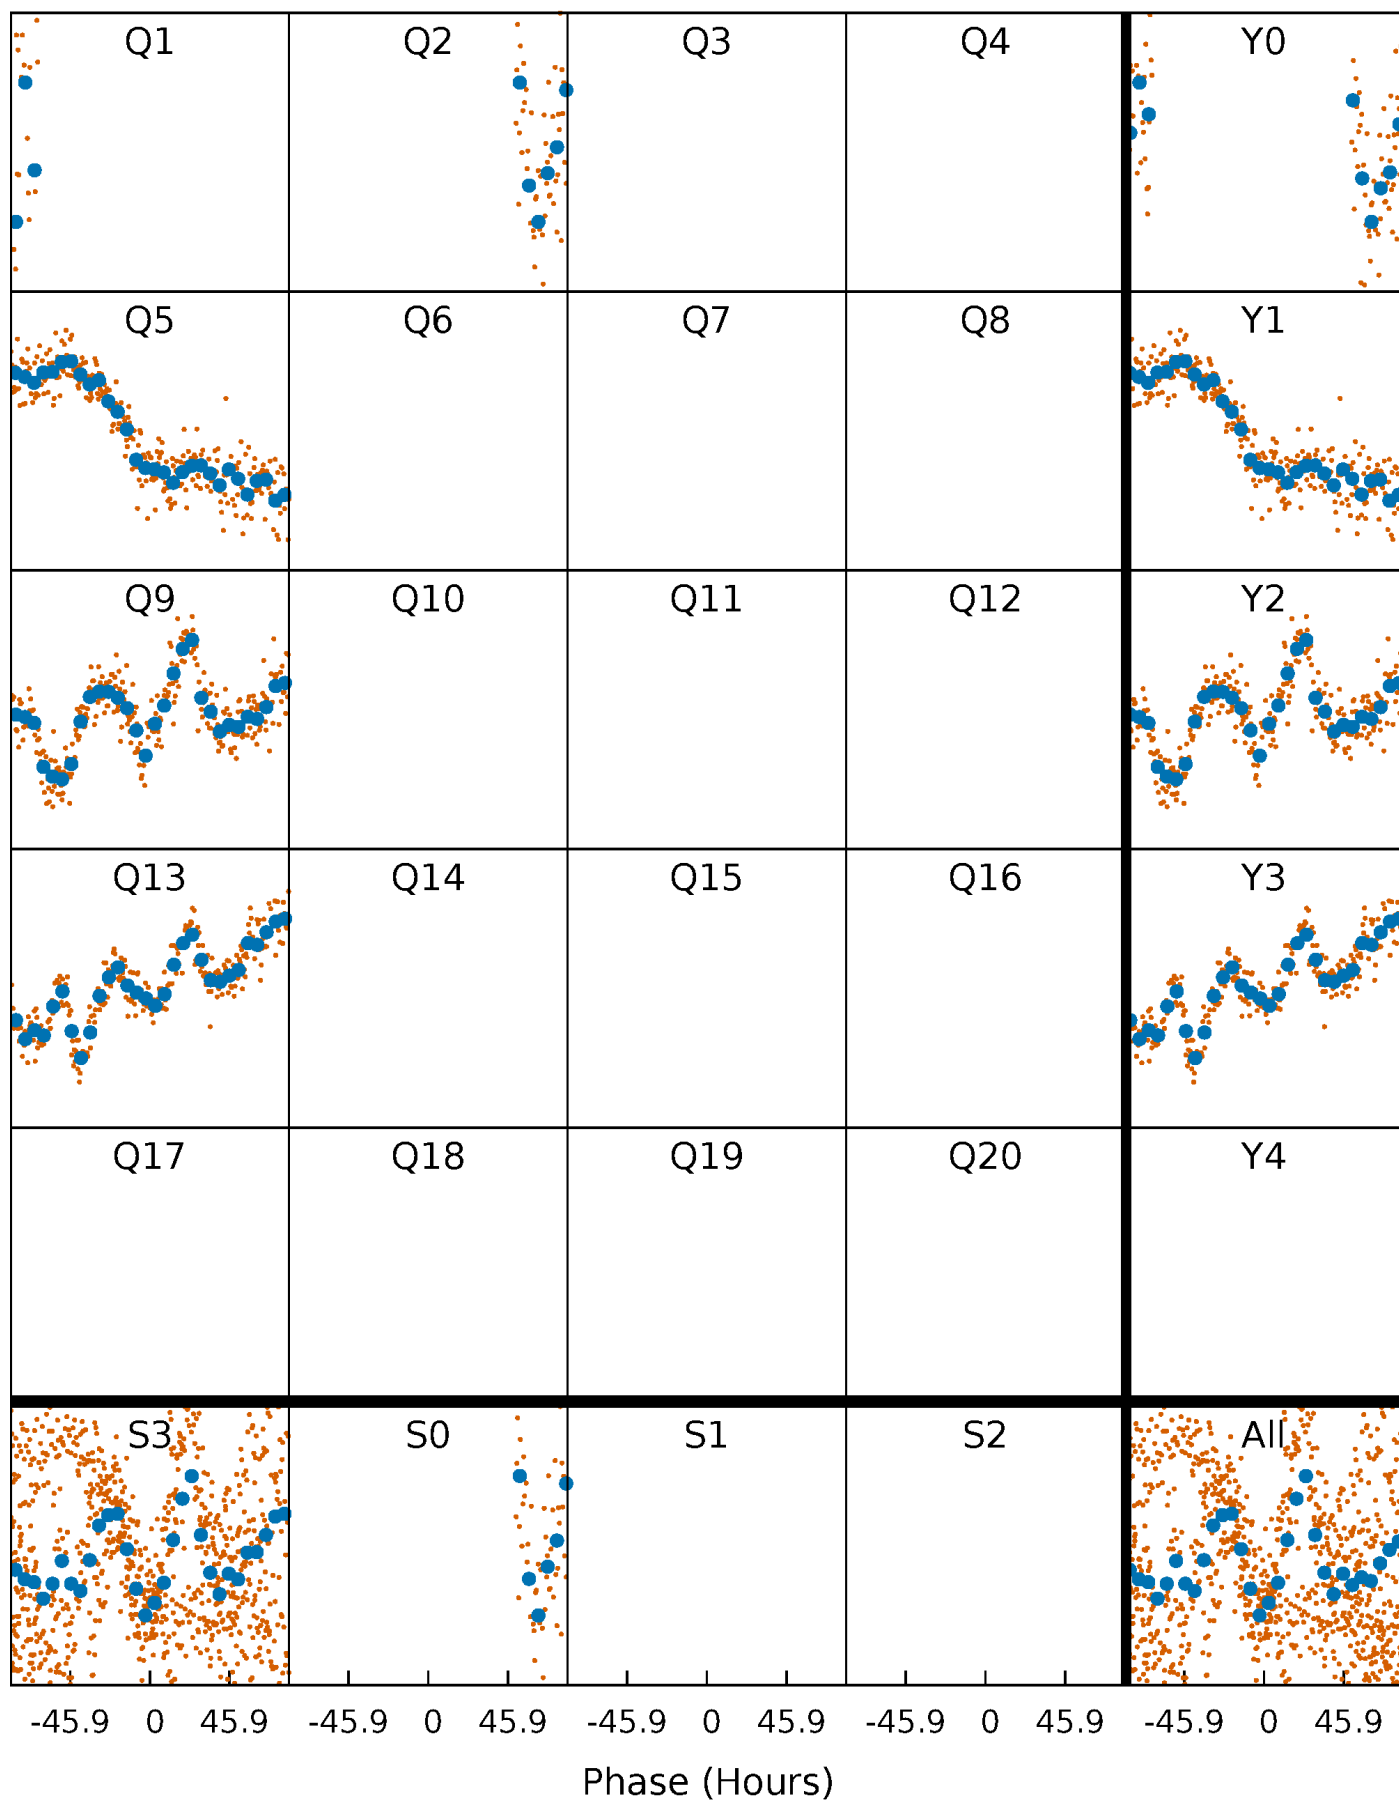 Q1 Q2 Q3 Q4 Y0
Q5 Q6 Q7 Q8 Y1
Q9 Q10 Q11 Q12 Y2
Q13 Q14 Q15 Q16 Y3
Q17 Q18 Q19 Q20 Y4
S3 S0 S1 S2 All
-45.9 0 45.9 -45.9 0 45.9 -45.9 0 45.9 -45.9 0 45.9 -45.9 0 45.9
Phase (Hours)